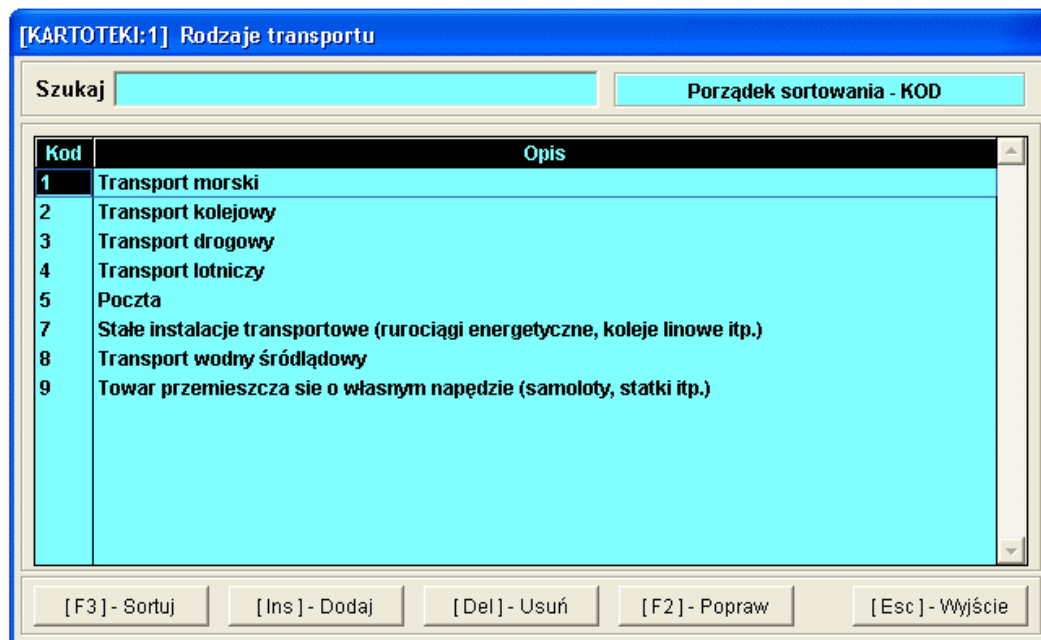 [KARTOTEKI:1] Rodzaje transportu
Szukaj
Porządek sortowania - KOD
Kod Opis
1 Transport morski
2 Transport kolejowy
3 Transport drogowy
4 Transport lotniczy
5 Poczta
7 Stałe instalacje transportowe (rurociągi energetyczne, koleje linowe itp.)
8 Transport wodny śródlądowy
9 Towar przemieszcza sie o własnym napędzie (samoloty, statki itp.)
[F3] - Sortuj [Ins] - Dodaj [Del] - Usuń [F2] - Popraw [Esc] - Wyjście